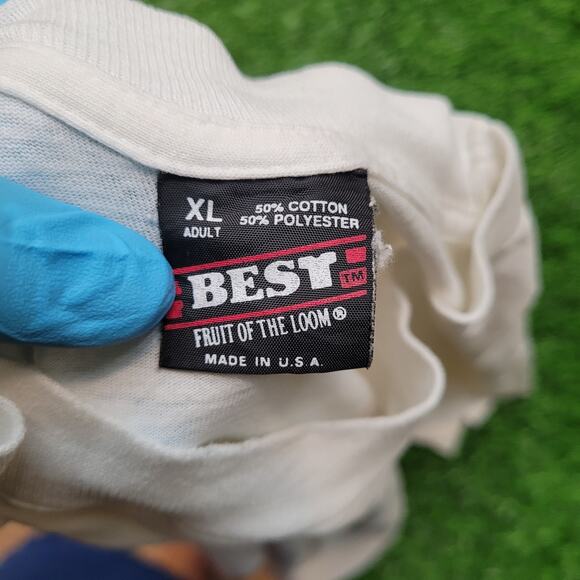 XL
ADULT
50% COTTON
50% POLYESTER
BEST
TM
FRUIT OF THE LOOM®
MADE IN U.S.A.